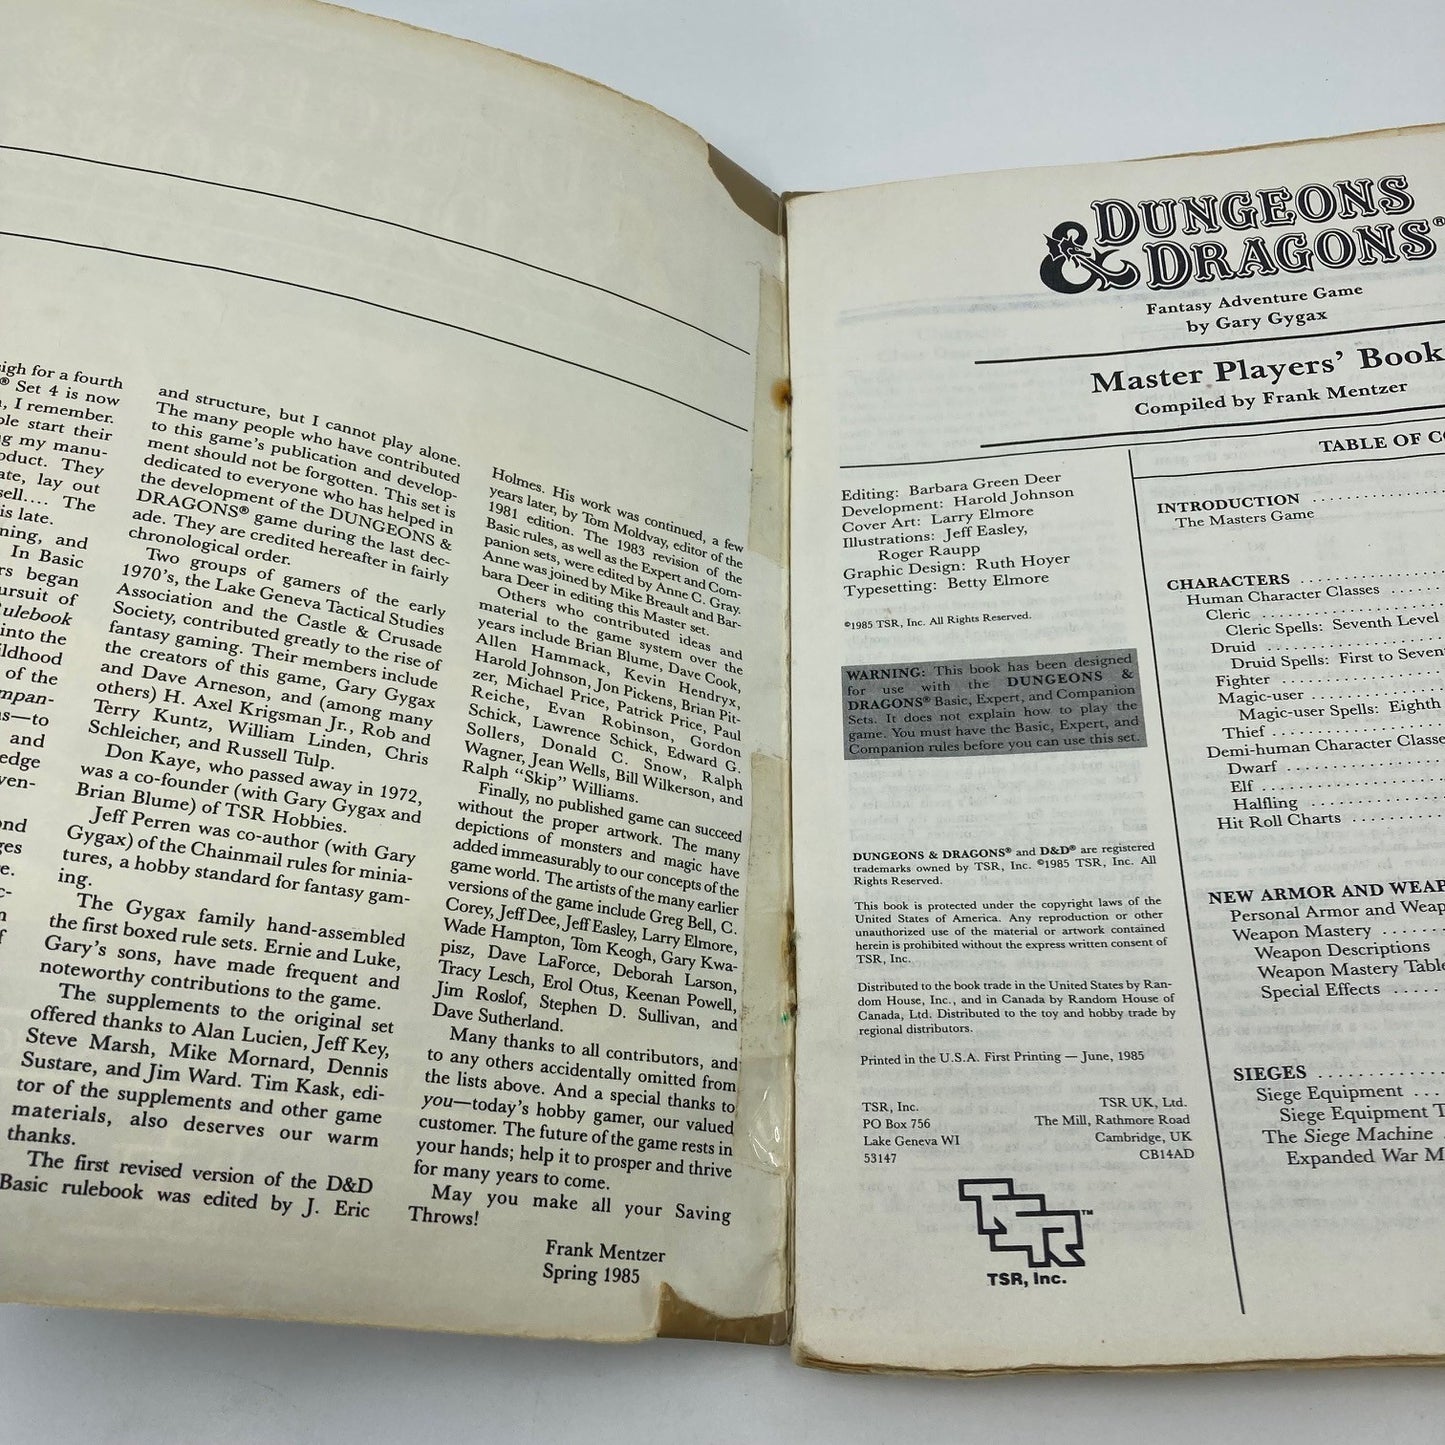 igh for a fourth
® Set 4 is now
, I remember.
ple start their
g my manu-
oduct. They
ate, lay out
sell.... The
is late.
ning, and
In Basic
rs began
ursuit of
ulebook
into the
ildhood
of the
mpan-
ns—to
and
edge
ven-
ond
ges
re.
c-
m
f
and structure, but I cannot play alone.
The many people who have contributed
to this game's publication and develop-
ment should not be forgotten. This set is
dedicated to everyone who has helped in
the development of the DUNGEONS &
DRAGONS® game during the last dec-
ade. They are credited hereafter in fairly
chronological order.
Two groups of gamers of the early
1970's, the Lake Geneva Tactical Studies
Association and the Castle & Crusade
Society, contributed greatly to the rise of
fantasy gaming. Their members include
the creators of this game, Gary Gygax
and Dave Arneson, and (among many
others) H. Axel Krigsman Jr., Rob and
Terry Kuntz, William Linden, Chris
Schleicher, and Russell Tulp.
Don Kaye, who passed away in 1972,
was a co-founder (with Gary Gygax and
Brian Blume) of TSR Hobbies.
Jeff Perren was co-author (with Gary
Gygax) of the Chainmail rules for minia-
tures, a hobby standard for fantasy gam-
ing.
The Gygax family hand-assembled
the first boxed rule sets. Ernie and Luke,
Gary's sons, have made frequent and
noteworthy contributions to the game.
The supplements to the original set
offered thanks to Alan Lucien, Jeff Key,
Steve Marsh, Mike Mornard, Dennis
Sustare, and Jim Ward. Tim Kask, edi-
tor of the supplements and other game
materials, also deserves our warm
thanks.
The first revised version of the D&D
Basic rulebook was edited by J. Eric
Holmes. His work was continued, a few
years later, by Tom Moldvay, editor of the
1981 edition. The 1983 revision of the
Basic rules, as well as the Expert and Com-
panion sets, were edited by Anne C. Gray.
Anne was joined by Mike Breault and Bar-
bara Deer in editing this Master set.
Others who contributed ideas and
material to the game system over the
years include Brian Blume, Dave Cook,
Allen Hammack, Kevin Hendryx,
Harold Johnson, Jon Pickens, Brian Pit-
zer, Michael Price, Patrick Price, Paul
Reiche, Evan Robinson, Gordon
Schick, Lawrence Schick, Edward G.
Sollers, Donald C. Snow, Ralph
Wagner, Jean Wells, Bill Wilkerson, and
Ralph "Skip" Williams.
Finally, no published game can succeed
without the proper artwork. The many
depictions of monsters and magic have
added immeasurably to our concepts of the
game world. The artists of the many earlier
versions of the game include Greg Bell, C.
Corey, Jeff Dee, Jeff Easley, Larry Elmore,
Wade Hampton, Tom Keogh, Gary Kwa-
pisz, Dave LaForce, Deborah Larson,
Tracy Lesch, Erol Otus, Keenan Powell,
Jim Roslof, Stephen D. Sullivan, and
Dave Sutherland.
Many thanks to all contributors, and
to any others accidentally omitted from
the lists above. And a special thanks to
you—today's hobby gamer, our valued
customer. The future of the game rests in
your hands; help it to prosper and thrive
for many years to come.
May you make all your Saving
Throws!
Frank Mentzer
Spring 1985
DUNGEONS
& DRAGONS®
Fantasy Adventure Game
by Gary Gygax
Master Players' Book
Compiled by Frank Mentzer
Editing: Barbara Green Deer
Development: Harold Johnson
Cover Art: Larry Elmore
Illustrations: Jeff Easley,
Roger Raupp
Graphic Design: Ruth Hoyer
Typesetting: Betty Elmore
©1985 TSR, Inc. All Rights Reserved.
WARNING: This book has been designed
for use with the DUNGEONS &
DRAGONS® Basic, Expert, and Companion
Sets. It does not explain how to play the
game. You must have the Basic, Expert, and
Companion rules before you can use this set.
DUNGEONS & DRAGONS® and D&D® are registered
trademarks owned by TSR, Inc. ©1985 TSR, Inc. All
Rights Reserved.
This book is protected under the copyright laws of the
United States of America. Any reproduction or other
unauthorized use of the material or artwork contained
herein is prohibited without the express written consent of
TSR, Inc.
Distributed to the book trade in the United States by Ran-
dom House, Inc., and in Canada by Random House of
Canada, Ltd. Distributed to the toy and hobby trade by
regional distributors.
Printed in the U.S.A. First Printing — June, 1985
TSR, Inc.
PO Box 756
Lake Geneva WI
53147
TSR UK, Ltd.
The Mill, Rathmore Road
Cambridge, UK
CB14AD
TSR™
TSR, Inc.
TABLE OF CO
INTRODUCTION ..........
The Masters Game
CHARACTERS ..........
Human Character Classes ......
Cleric ..........
Cleric Spells: Seventh Level
Druid ..........
Druid Spells: First to Seven
Fighter ..........
Magic-user ..........
Magic-user Spells: Eighth
Thief ..........
Demi-human Character Classe
Dwarf ..........
Elf ..........
Halfling ..........
Hit Roll Charts ..........
NEW ARMOR AND WEAP
Personal Armor and Weap
Weapon Mastery .......
Weapon Descriptions
Weapon Mastery Table
Special Effects .....
SIEGES ..........
Siege Equipment ....
Siege Equipment T
The Siege Machine
Expanded War M